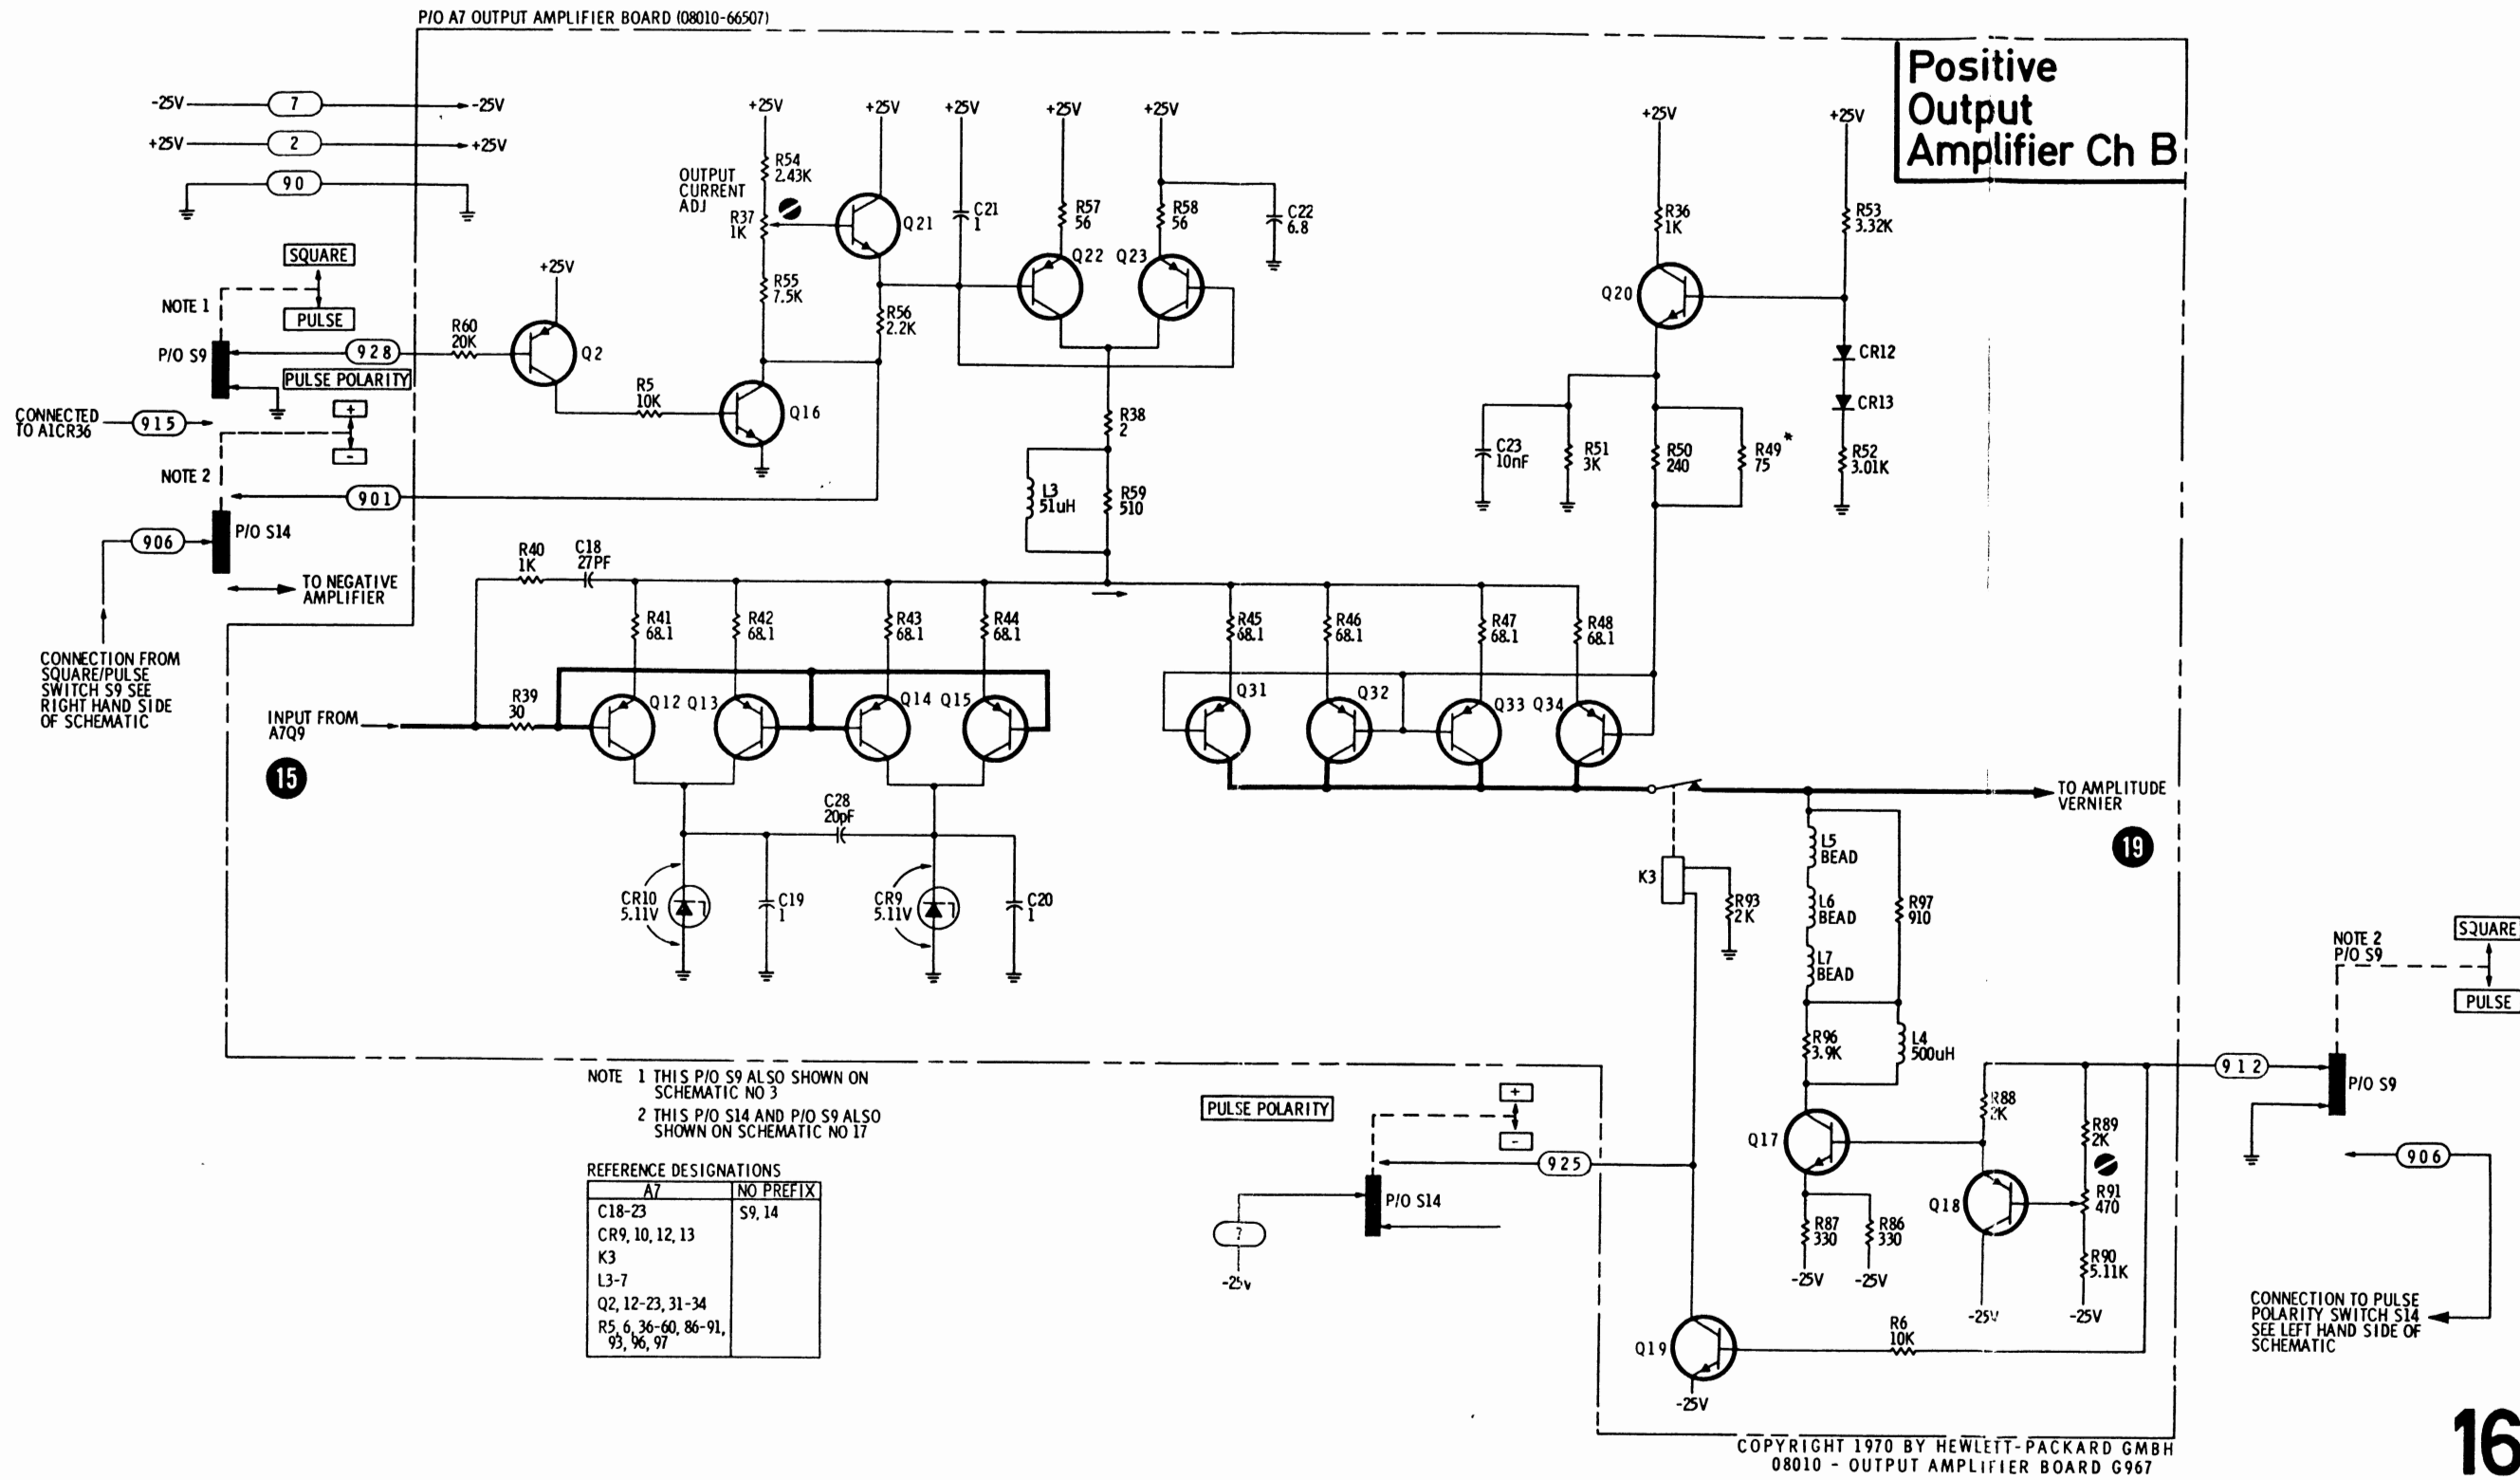 P/O A7 OUTPUT AMPLIFIER BOARD (08010-66507)
Positive
Output
Amplifier Ch B
-25V
7
-25V
+25V
2
+25V
90
SQUARE
NOTE 1
PULSE
P/O S9
928
PULSE POLARITY
CONNECTED
TO A1CR36
915
+
-
NOTE 2
901
906
P/O S14
TO NEGATIVE
AMPLIFIER
CONNECTION FROM
SQUARE/PULSE
SWITCH S9 SEE
RIGHT HAND SIDE
OF SCHEMATIC
INPUT FROM
A7Q9
15
R60
20K
+25V
Q2
R5
10K
Q16
+25V
R54
2.43K
OUTPUT
CURRENT
ADJ
R37
1K
R55
7.5K
+25V
Q21
R56
2.2K
+25V
C21
1
+25V
R57
56
Q22
+25V
R58
56
Q23
C22
6.8
R38
2
L3
51uH
R59
510
+25V
R36
1K
Q20
+25V
R53
3.32K
CR12
CR13
R52
3.01K
C23
10nF
R51
3K
R50
240
R49 *
75
R40
1K
C18
27PF
R41
68.1
R42
68.1
R43
68.1
R44
68.1
R45
68.1
R46
68.1
R47
68.1
R48
68.1
R39
30
Q12
Q13
Q14
Q15
Q31
Q32
Q33
Q34
C28
20pF
CR10
5.11V
C19
1
CR9
5.11V
C20
1
TO AMPLITUDE
VERNIER
19
K3
R93
2K
L5
BEAD
L6
BEAD
L7
BEAD
R97
910
R96
3.9K
L4
500uH
Q17
R87
330
R86
330
-25V
-25V
R88
2K
Q18
-25V
R89
2K
R91
470
R90
5.11K
-25V
R6
10K
Q19
-25V
912
NOTE 2
P/O S9
SQUARE
PULSE
P/O S9
906
CONNECTION TO PULSE
POLARITY SWITCH S14
SEE LEFT HAND SIDE OF
SCHEMATIC
PULSE POLARITY
+
-
925
P/O S14
?
-25v
NOTE 1 THIS P/O S9 ALSO SHOWN ON
SCHEMATIC NO 3
2 THIS P/O S14 AND P/O S9 ALSO
SHOWN ON SCHEMATIC NO 17
REFERENCE DESIGNATIONS
A7 NO PREFIX
C18-23 S9, 14
CR9, 10, 12, 13
K3
L3-7
Q2, 12-23, 31-34
R5, 6, 36-60, 86-91,
93, 96, 97
COPYRIGHT 1970 BY HEWLETT-PACKARD GMBH
08010 - OUTPUT AMPLIFIER BOARD G967
16